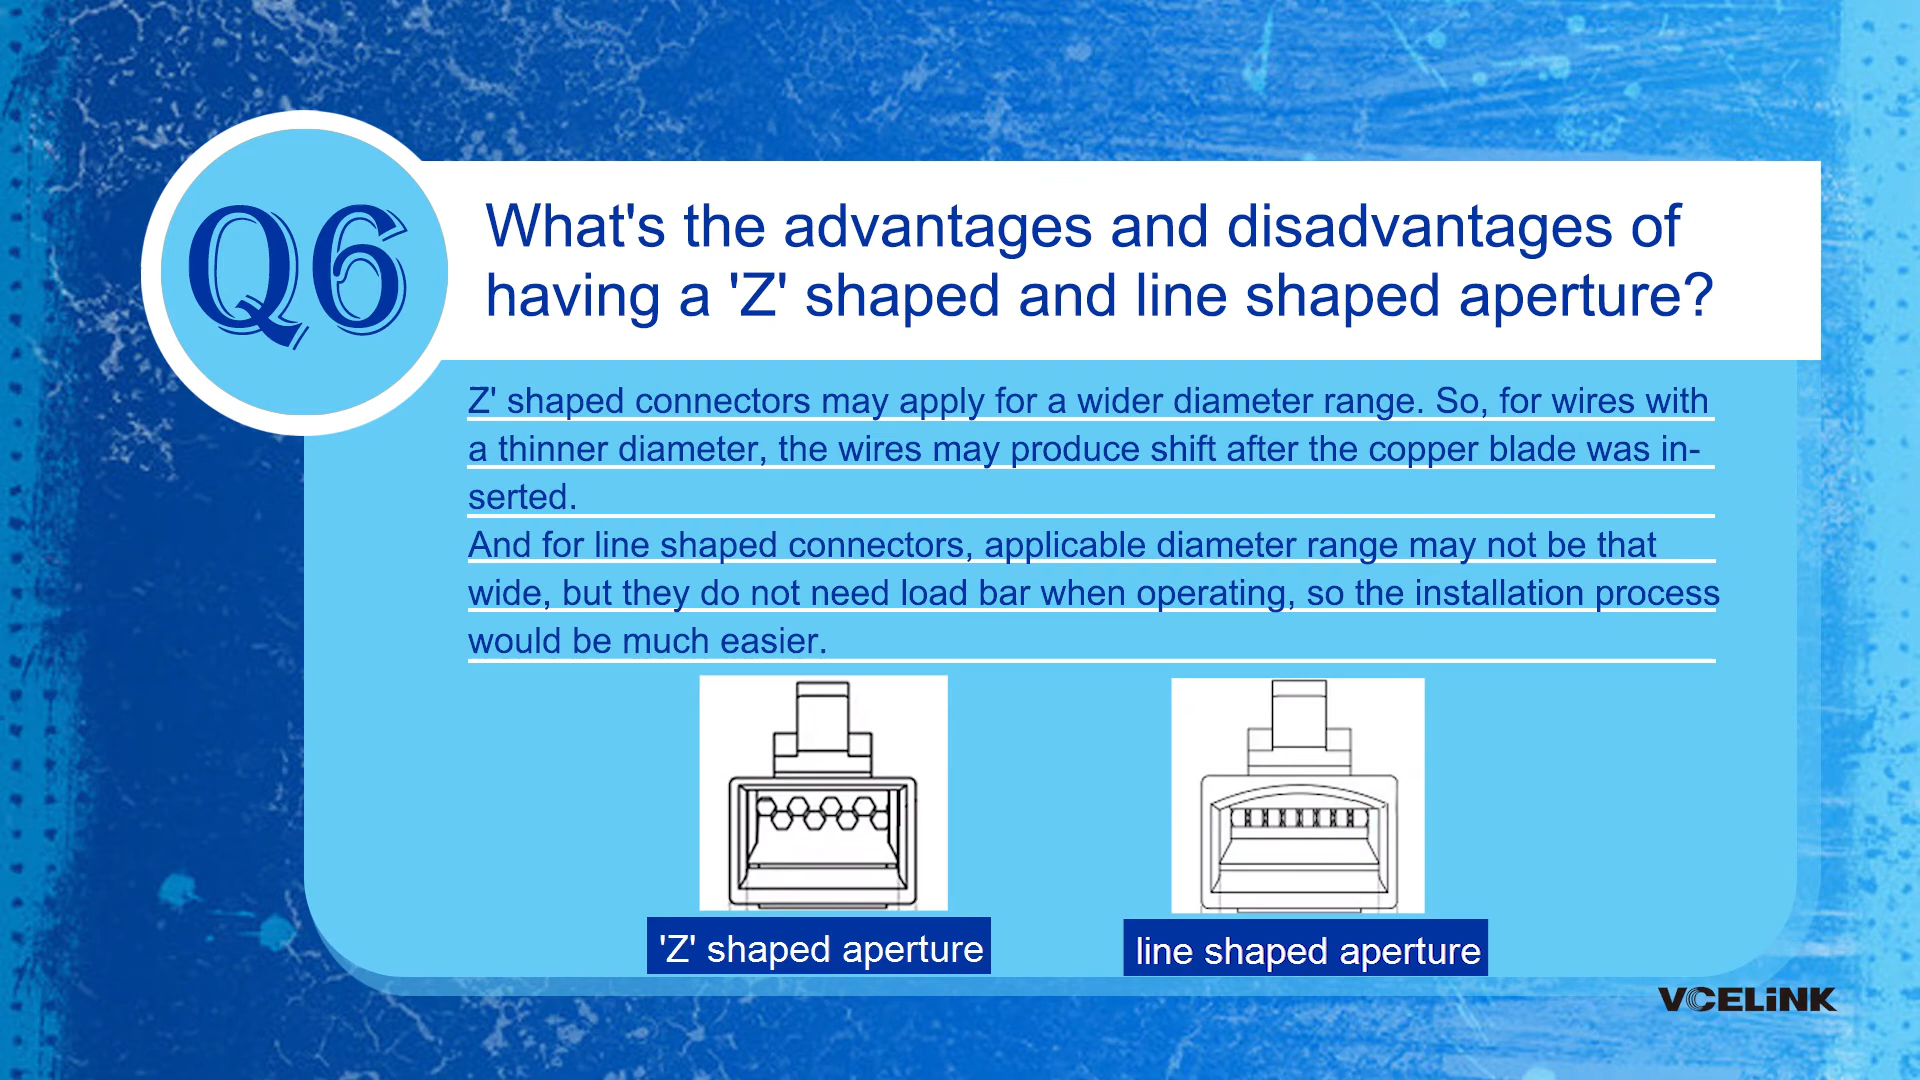 Q6
What's the advantages and disadvantages of
having a 'Z' shaped and line shaped aperture?
Z' shaped connectors may apply for a wider diameter range. So, for wires with
a thinner diameter, the wires may produce shift after the copper blade was in-
serted.
And for line shaped connectors, applicable diameter range may not be that
wide, but they do not need load bar when operating, so the installation process
would be much easier.
'Z' shaped aperture
line shaped aperture
VCELiNK